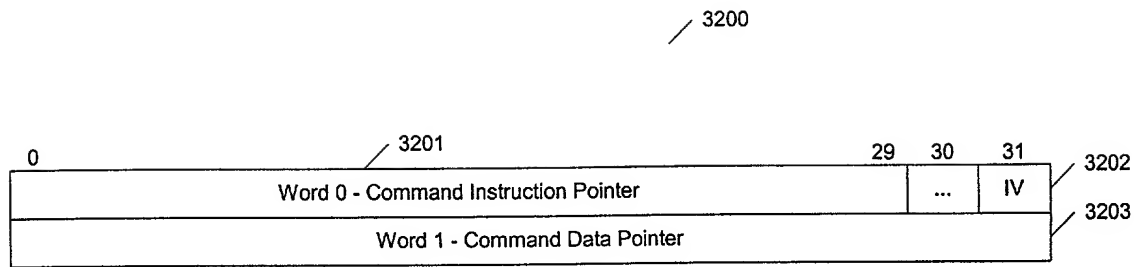 3200
3201
0 29 30 31
Word 0 - Command Instruction Pointer ... IV 3202
3203
Word 1 - Command Data Pointer